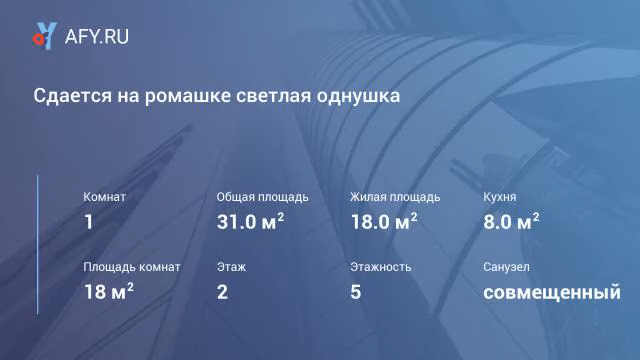 AFY.RU
Сдается на ромашке светлая однушка
Комнат Общая площадь Жилая площадь Кухня
1 31.0 м² 18.0 м² 8.0 м²
Площадь комнат Этаж Этажность Санузел
18 м² 2 5 совмещенный